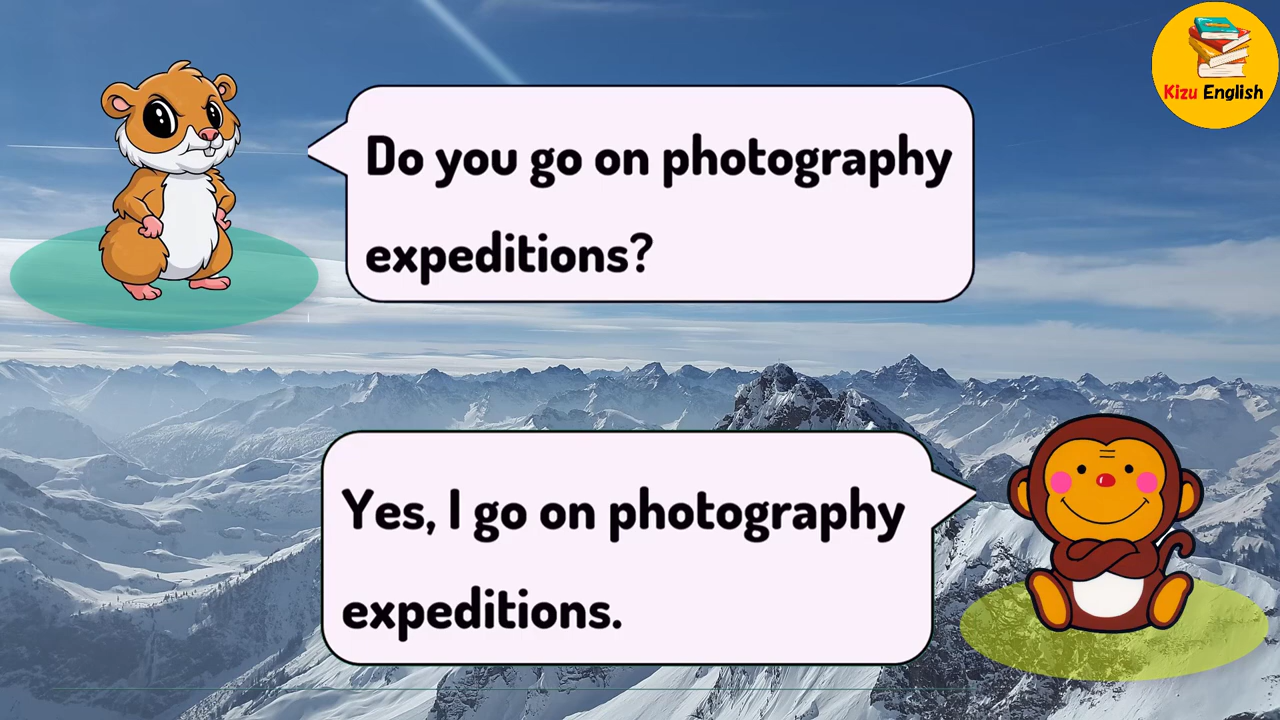 Kizu English
Do you go on photography
expeditions?
Yes, I go on photography
expeditions.